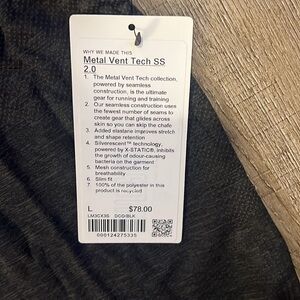 WHY WE MADE THIS
Metal Vent Tech SS
2.0
1. The Metal Vent Tech collection,
powered by seamless
construction, is the ultimate
gear for running and training
2. Our seamless construction uses
the fewest number of seams to
create gear that glides across
skin so you can skip the chafe
3. Added elastane improves stretch
and shape retention
4. Silverescent™ technology,
powered by X-STATIC®, inhibits
the growth of odour-causing
bacteria on the garment
5. Mesh construction for
breathability
6. Slim fit
7. 100% of the polyester in this
product is recycled
L $78.00
LM3CX3S DCOI/BLK
000124275335